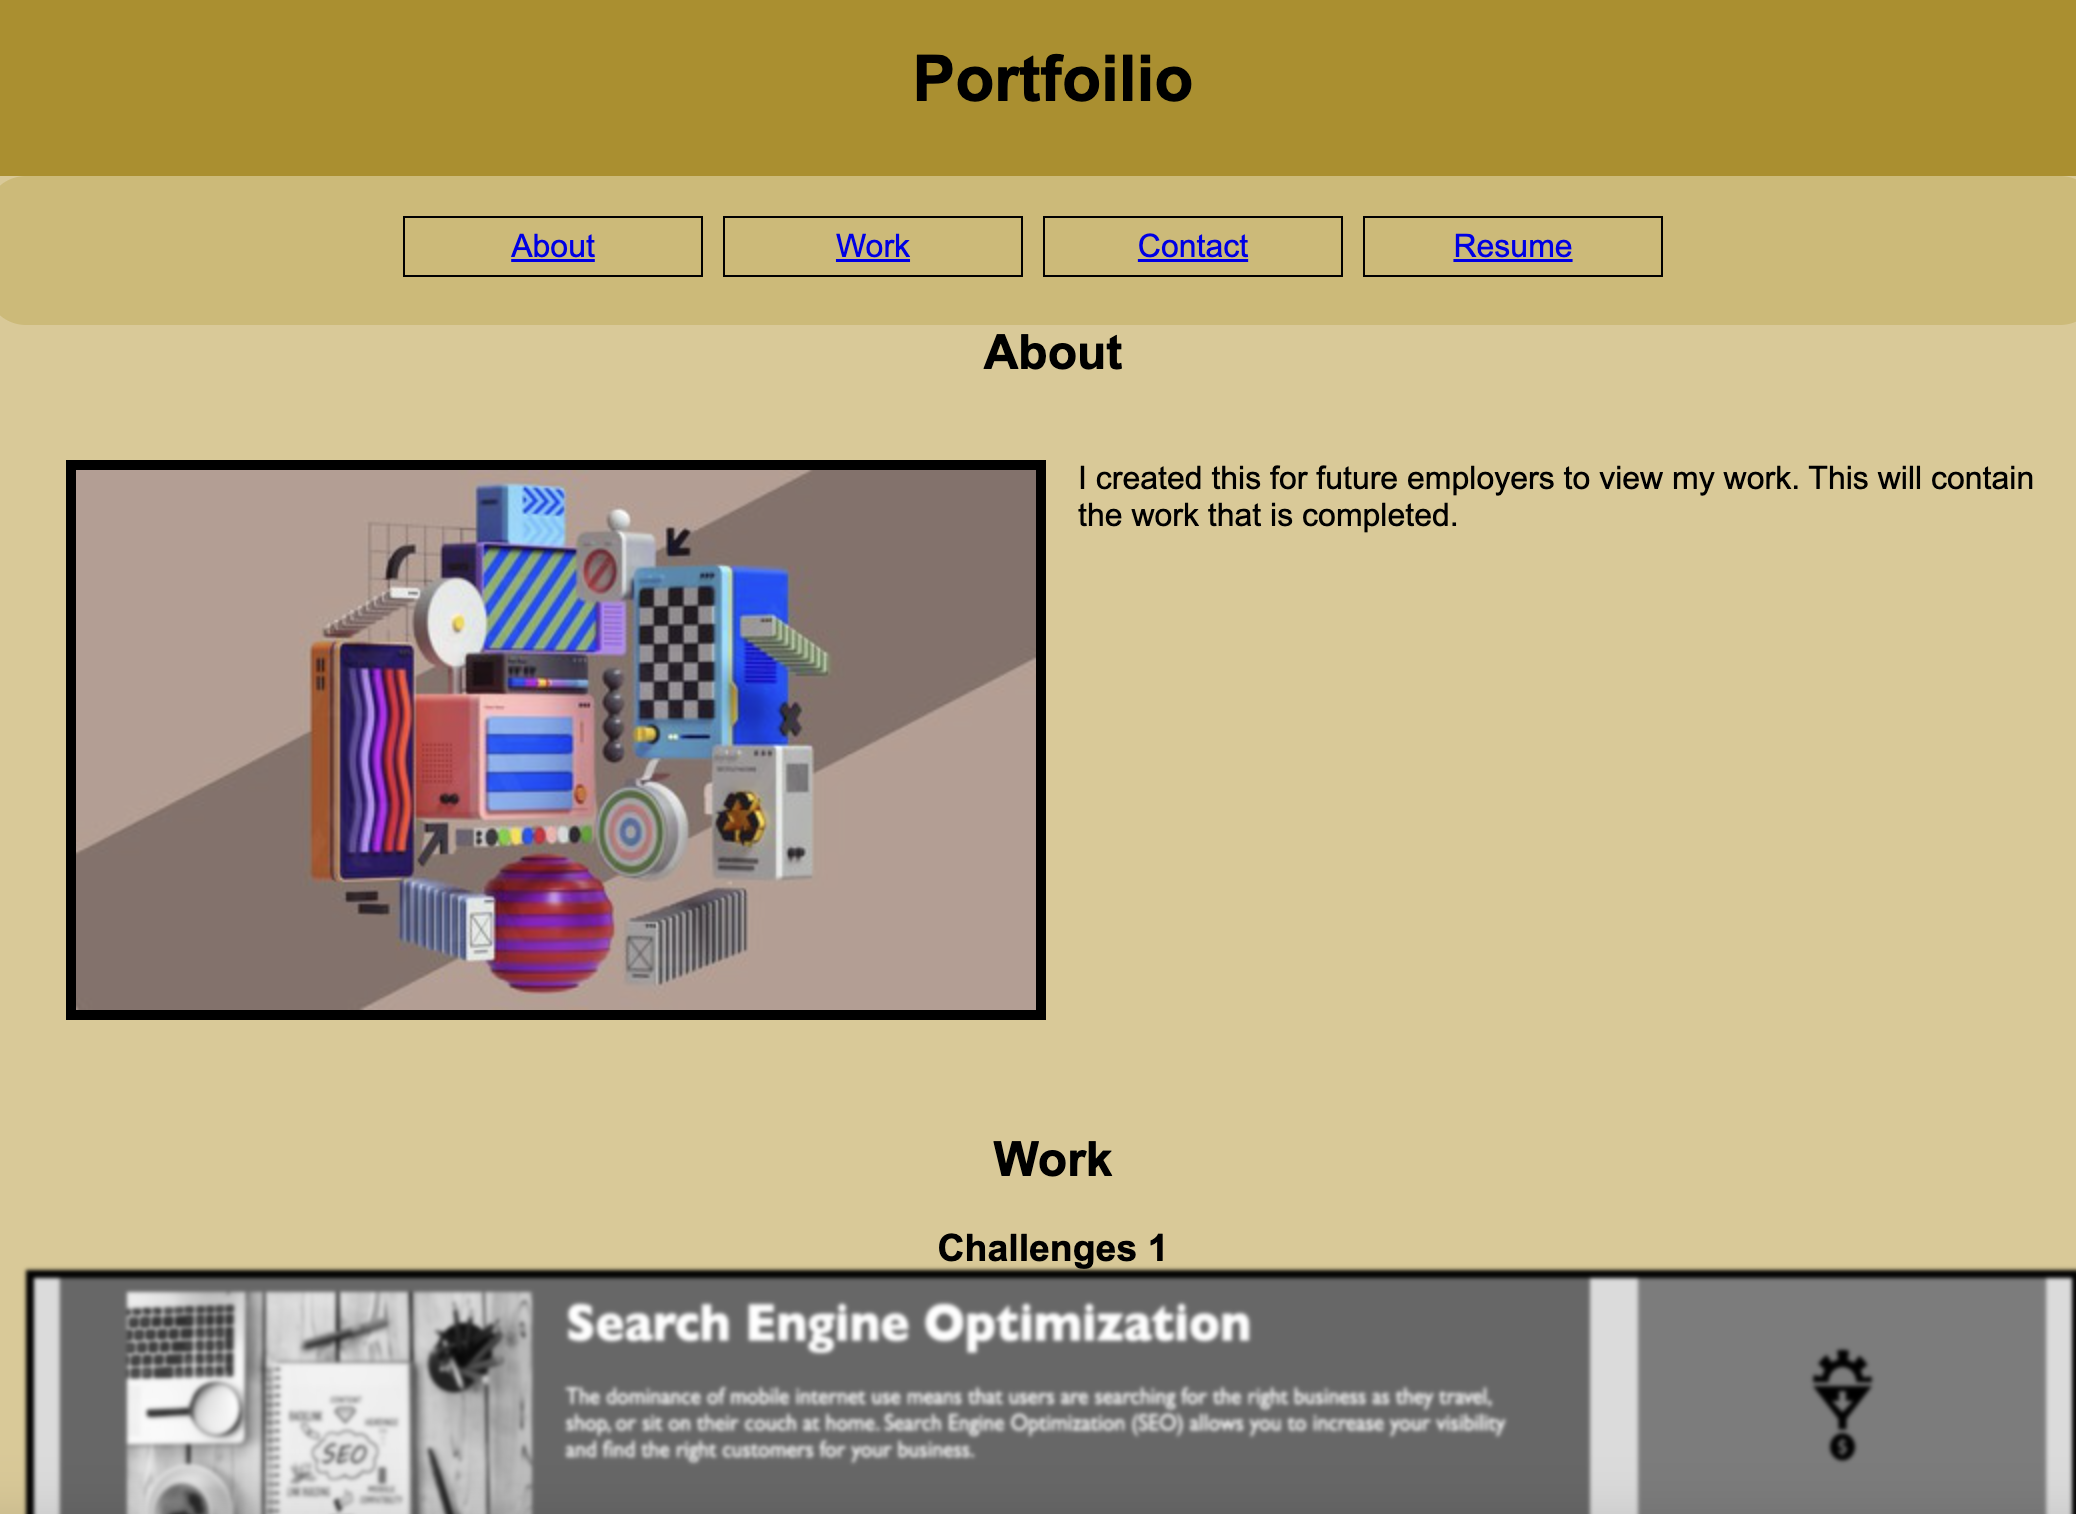 Portfoilio
About
Work
Contact
Resume
About
I created this for future employers to view my work. This will contain
the work that is completed.
Work
Challenges 1
Search Engine Optimization
The dominance of mobile internet use means that users are searching for the right business as they travel,
shop, or sit on their couch at home. Search Engine Optimization (SEO) allows you to increase your visibility
and find the right customers for your business.
CONTENT
SEO
$